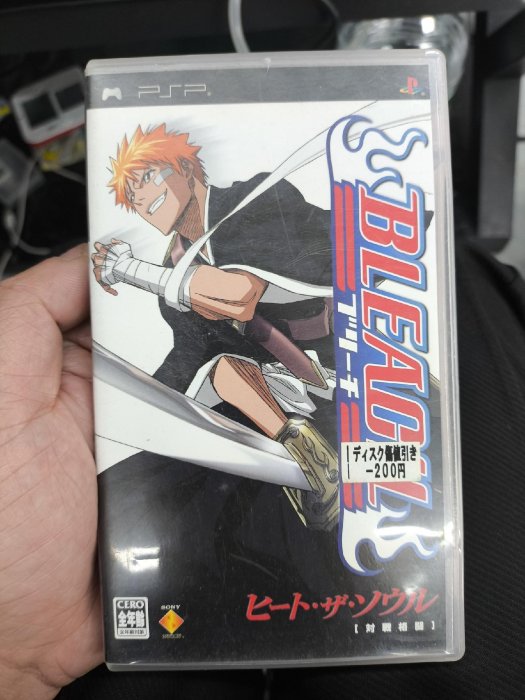 PSP
BLEACH
ブリーチ
ディスク傷値引き
-200円
ヒート・ザ・ソウル
【対戦格闘】
CERO
全年齢
SONY